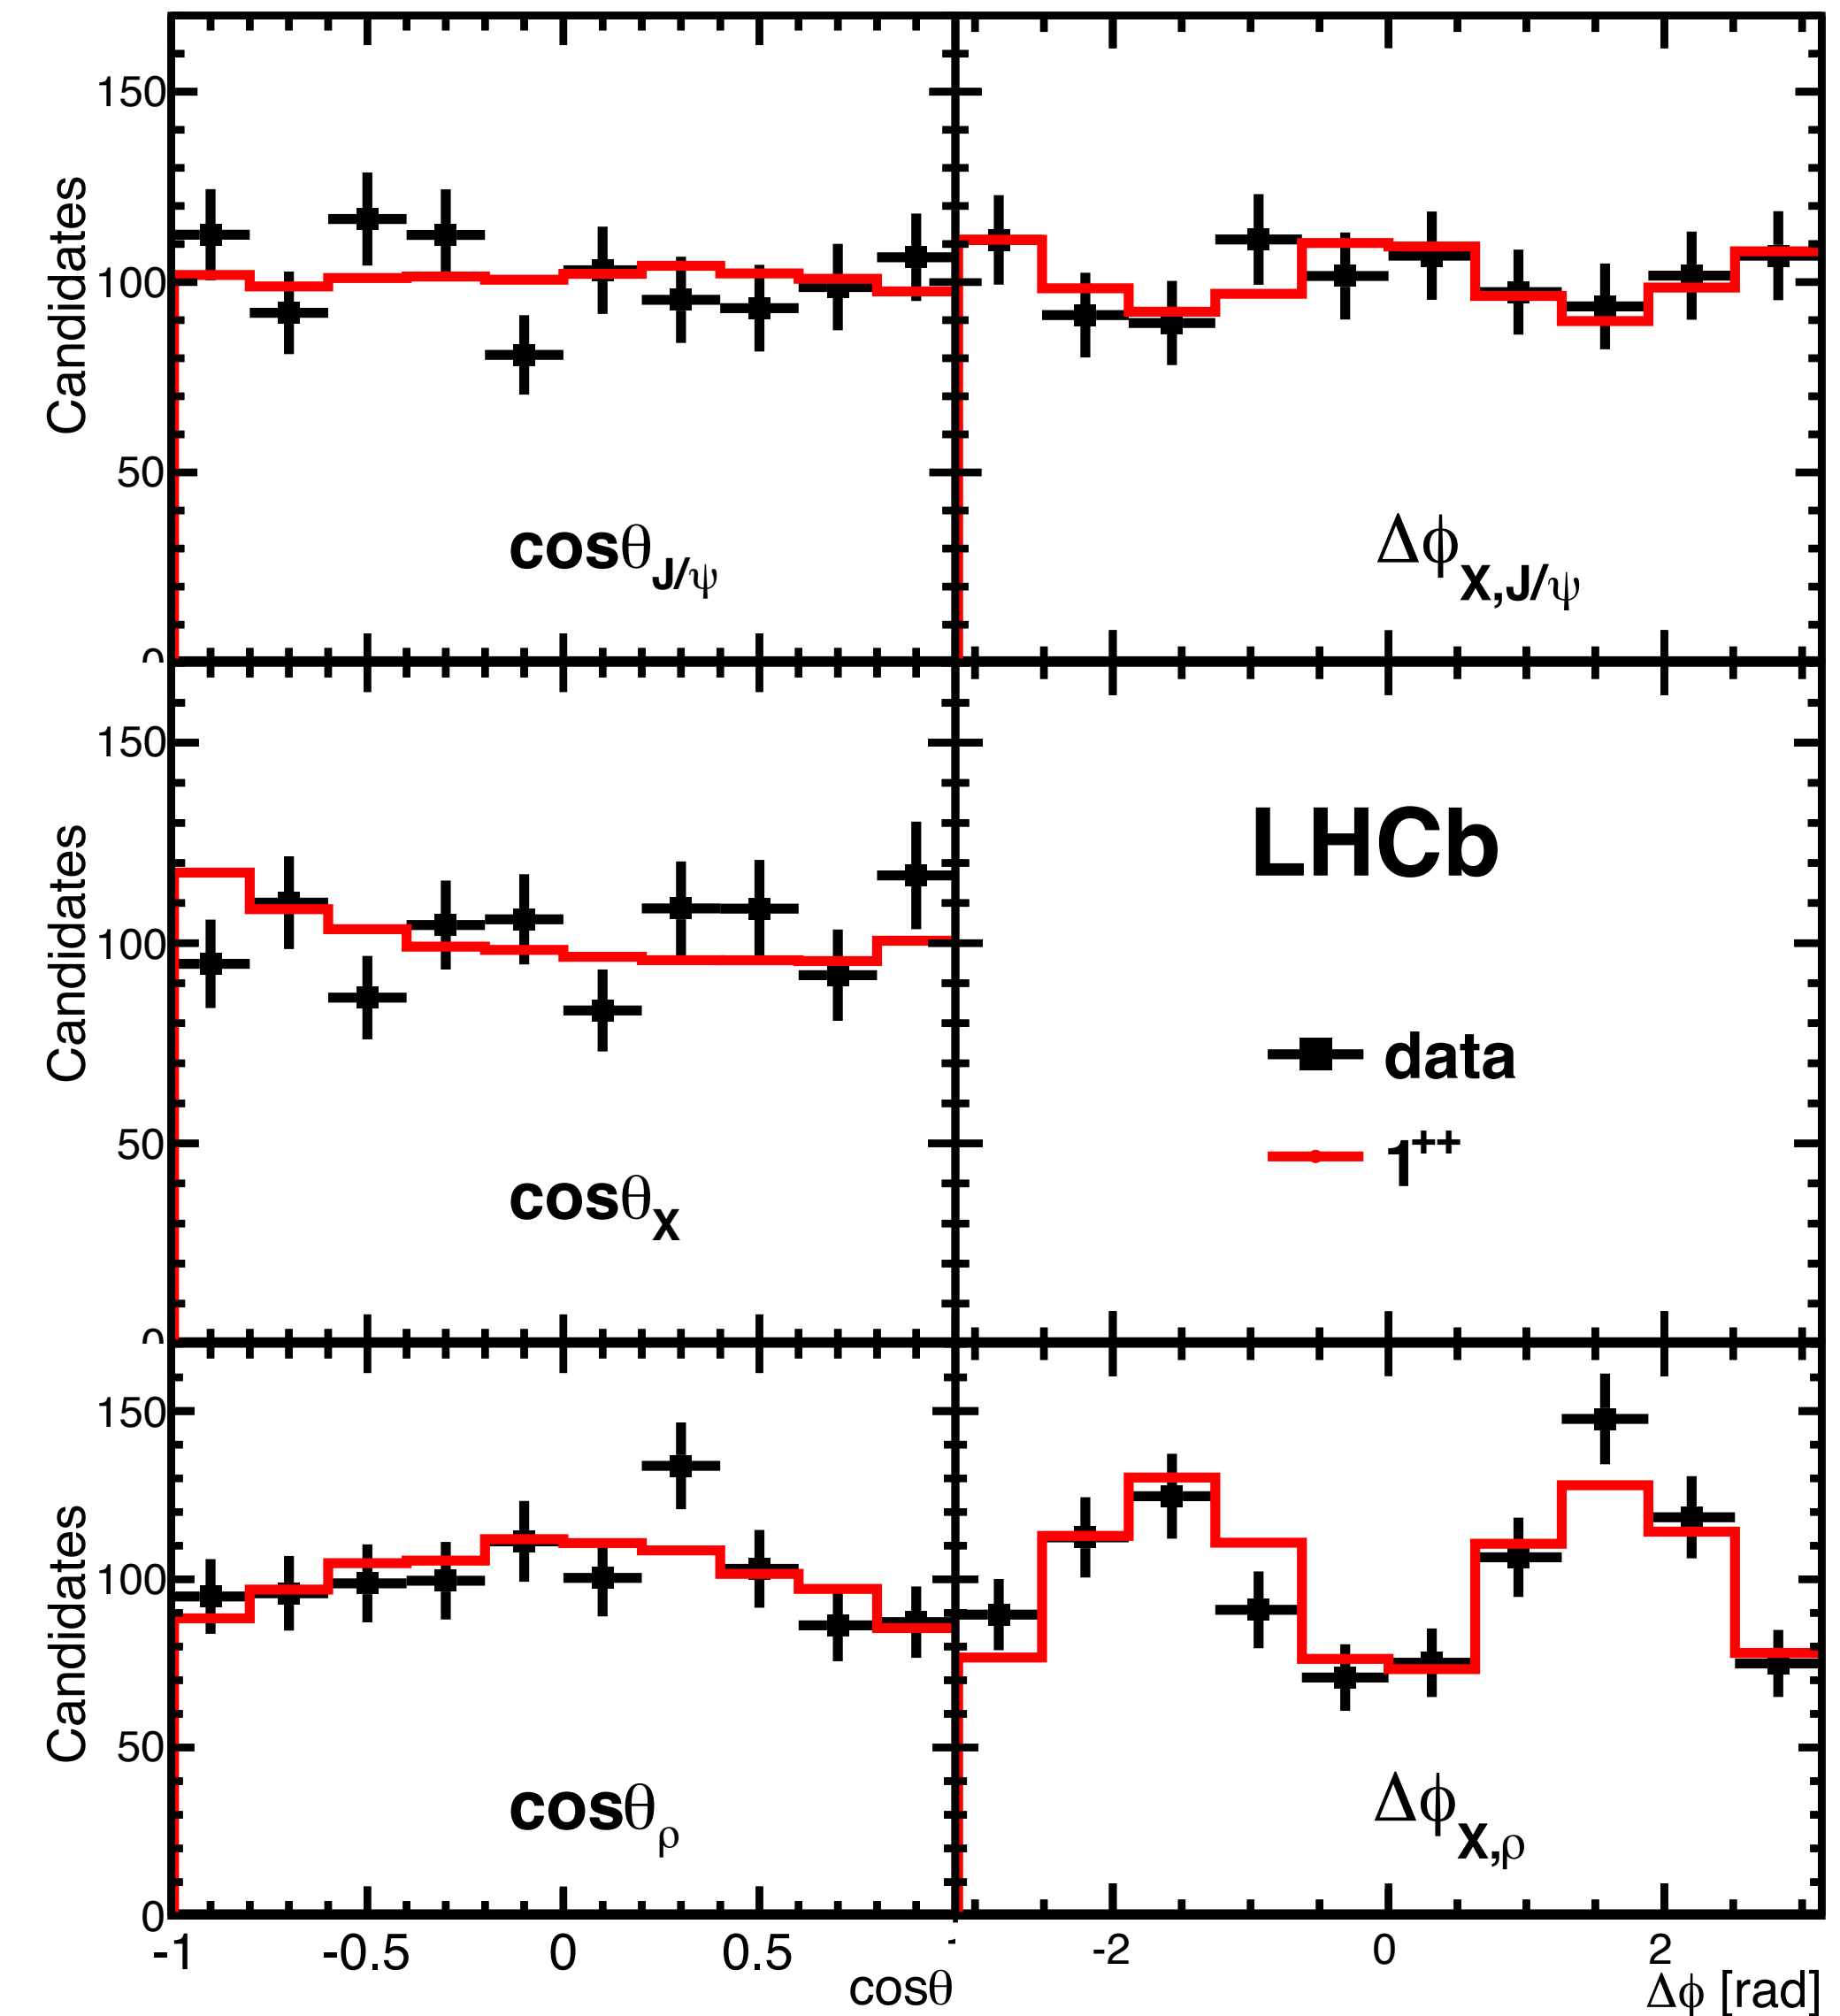 Candidates
150
100
50
0
cosθJ/ψ
ΔφX,J/ψ
Candidates
150
100
50
0
cosθX
LHCb
data
1++
Candidates
150
100
50
0
cosθρ
ΔφX,ρ
-1 -0.5 0 0.5 -2 0 2
cosθ Δφ [rad]